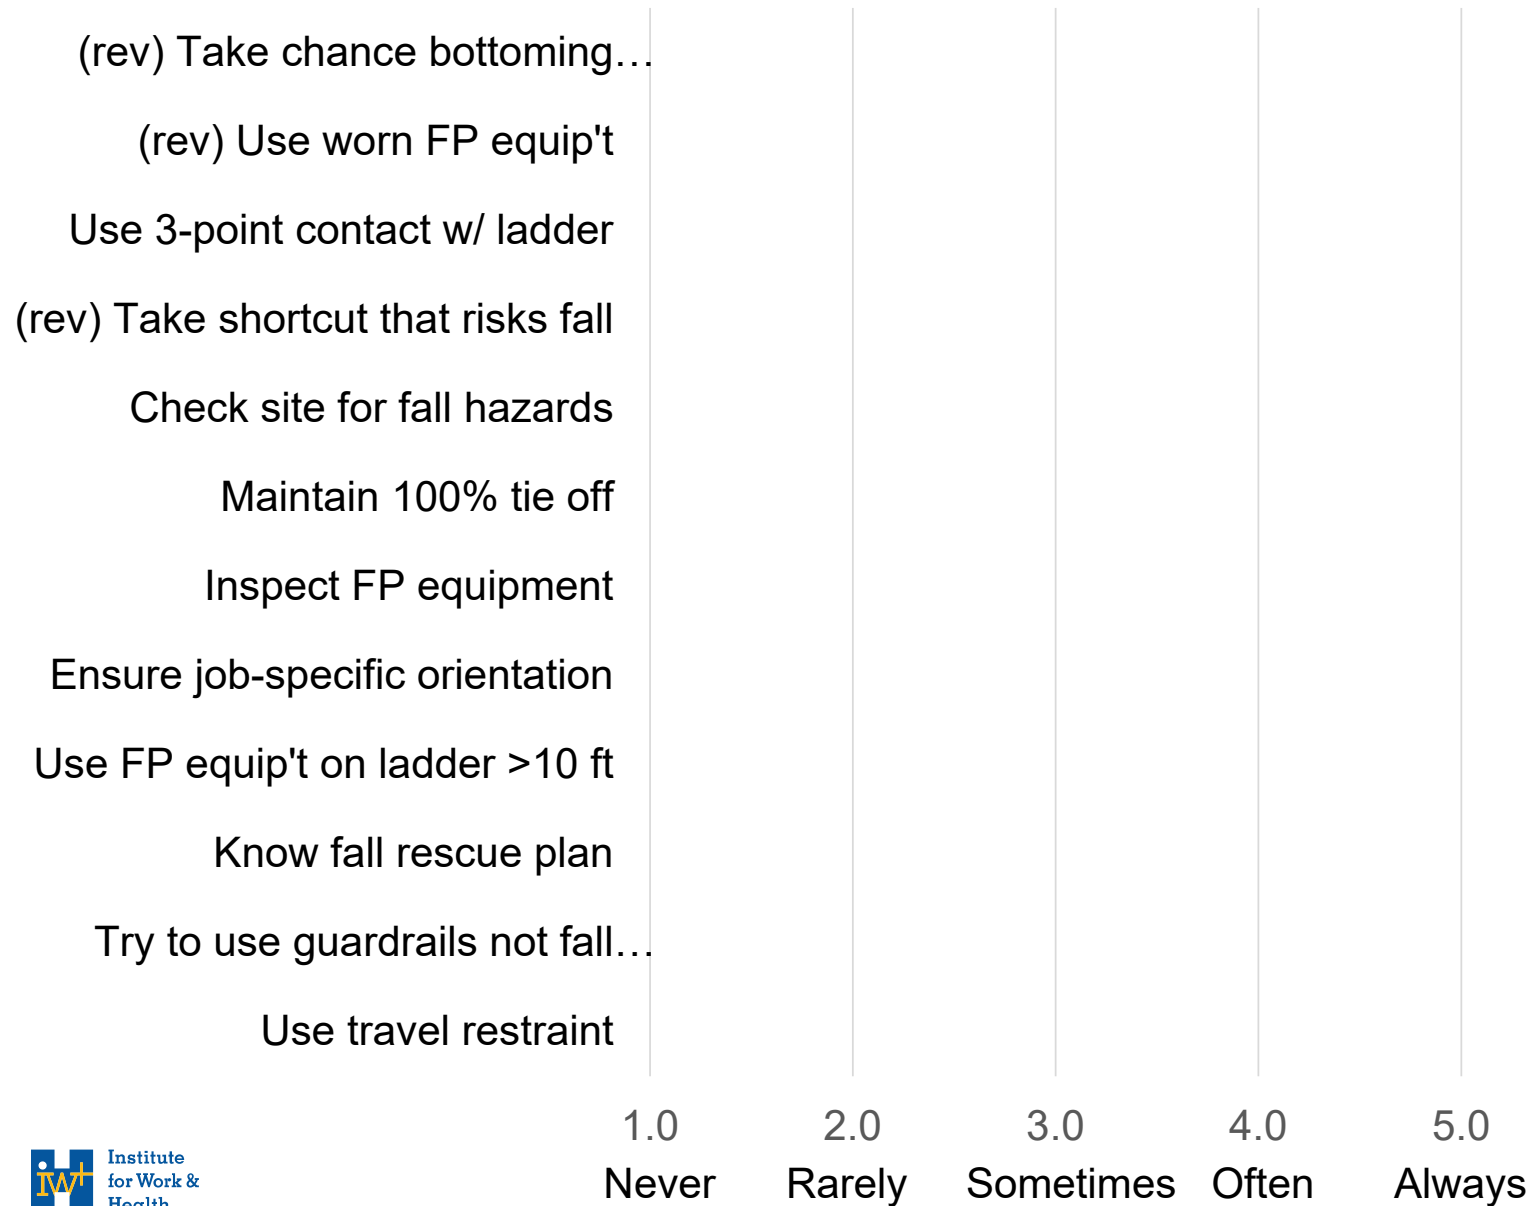 (rev) Take chance bottoming…
(rev) Use worn FP equip't
Use 3-point contact w/ ladder
(rev) Take shortcut that risks fall
Check site for fall hazards
Maintain 100% tie off
Inspect FP equipment
Ensure job-specific orientation
Use FP equip't on ladder >10 ft
Know fall rescue plan
Try to use guardrails not fall…
Use travel restraint
1.0 2.0 3.0 4.0 5.0
Never Rarely Sometimes Often Always
Institute
for Work &
Health